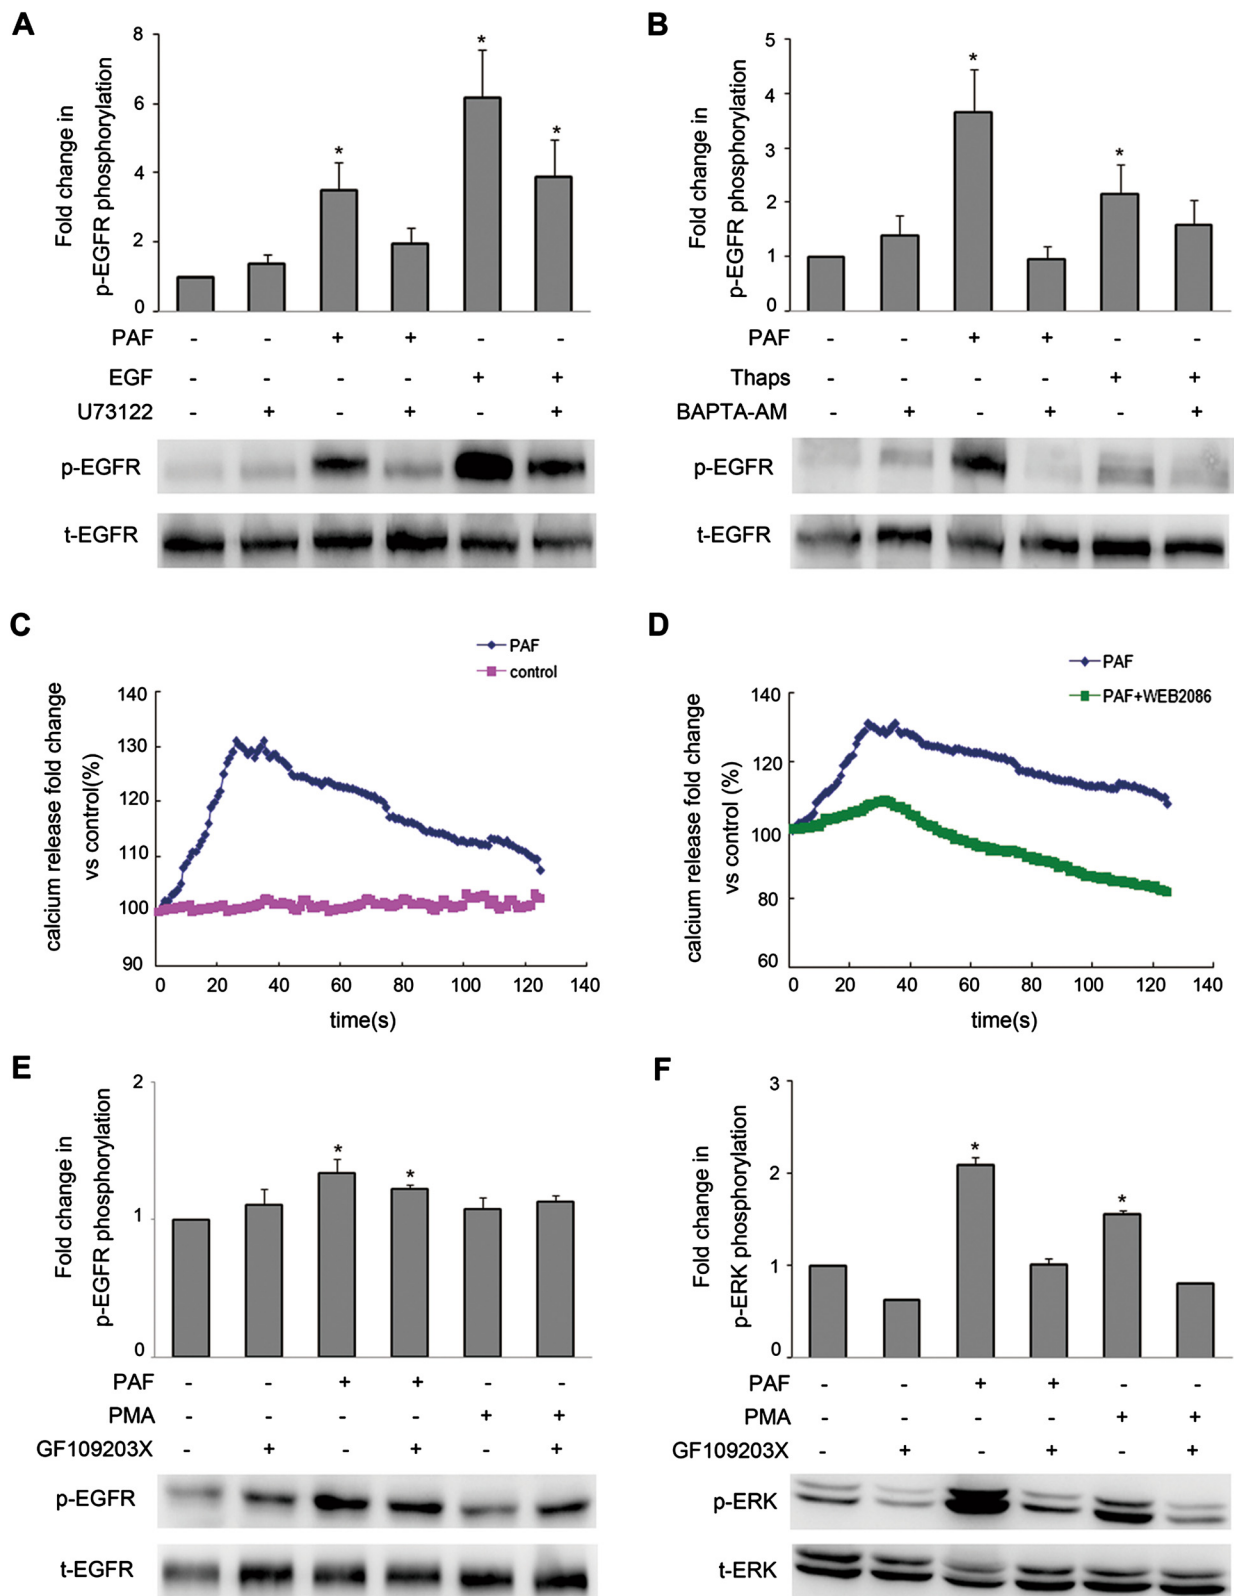 A
Fold change in
p-EGFR phosphorylation
8
6
4
2
0
* * * *
PAF - - + + - -
EGF - - - - + +
U73122 - + - + - +
p-EGFR
t-EGFR
B
Fold change in
p-EGFR phosphorylation
5
4
3
2
1
0
* *
PAF - - + + - -
Thaps - - - - + +
BAPTA-AM - + - + - +
p-EGFR
t-EGFR
C
PAF
control
calcium release fold change
vs control(%)
140
130
120
110
100
90
0 20 40 60 80 100 120 140
time(s)
D
PAF
PAF+WEB2086
calcium release fold change
vs control (%)
140
120
100
80
60
0 20 40 60 80 100 120 140
time(s)
E
Fold change in
p-EGFR phosphorylation
2
1
0
* *
PAF - - + + - -
PMA - - - - + +
GF109203X - + - + - +
p-EGFR
t-EGFR
F
Fold change in
p-ERK phosphorylation
3
2
1
0
* *
PAF - - + + - -
PMA - - - - + +
GF109203X - + - + - +
p-ERK
t-ERK